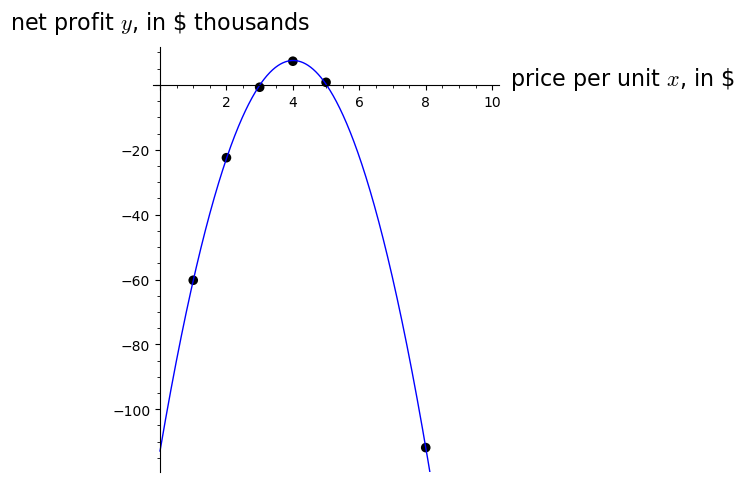 net profit y, in $ thousands
price per unit x, in $
2 4 6 8 10
−20
−40
−60
−80
−100